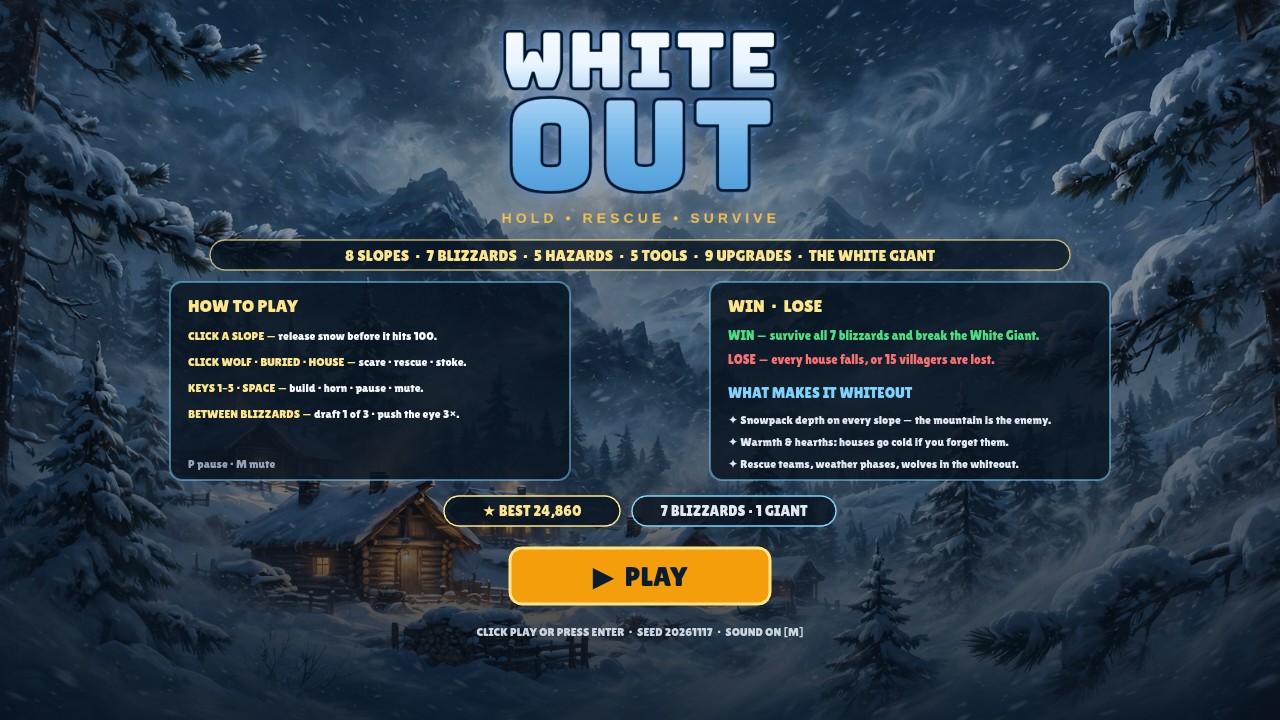 WHITE
OUT
HOLD • RESCUE • SURVIVE
8 SLOPES · 7 BLIZZARDS · 5 HAZARDS · 5 TOOLS · 9 UPGRADES · THE WHITE GIANT
HOW TO PLAY
CLICK A SLOPE — release snow before it hits 100.
CLICK WOLF · BURIED · HOUSE — scare · rescue · stoke.
KEYS 1–5 · SPACE — build · horn · pause · mute.
BETWEEN BLIZZARDS — draft 1 of 3 · push the eye 3×.
P pause · M mute
WIN · LOSE
WIN — survive all 7 blizzards and break the White Giant.
LOSE — every house falls, or 15 villagers are lost.
WHAT MAKES IT WHITEOUT
✦ Snowpack depth on every slope — the mountain is the enemy.
✦ Warmth & hearths: houses go cold if you forget them.
✦ Rescue teams, weather phases, wolves in the whiteout.
★ BEST 24,860
7 BLIZZARDS · 1 GIANT
▶ PLAY
CLICK PLAY OR PRESS ENTER · SEED 20261117 · SOUND ON [M]